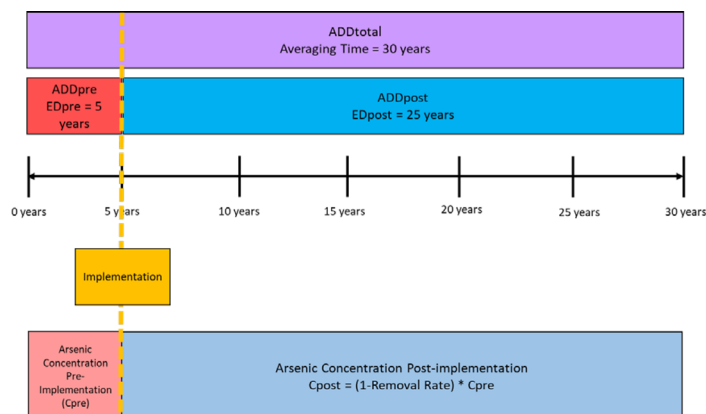 ADDtotal
Averaging Time = 30 years
ADDpre
EDpre = 5
years
ADDpost
EDpost = 25 years
0 years
5 years
10 years
15 years
20 years
25 years
30 years
Implementation
Arsenic
Concentration
Pre-
Implementation
(Cpre)
Arsenic Concentration Post-implementation
Cpost = (1-Removal Rate) * Cpre